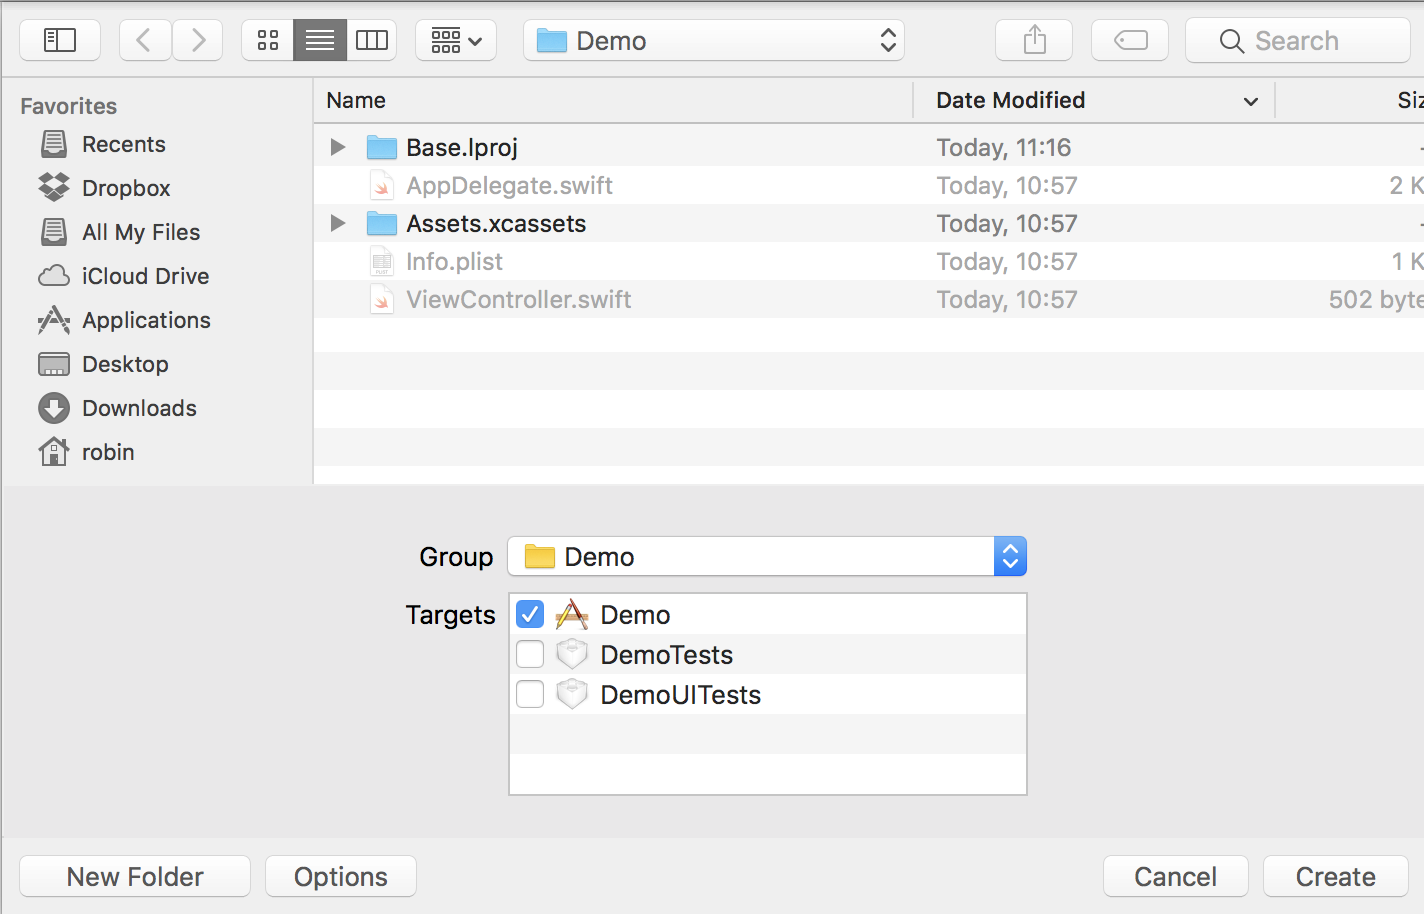 Demo
Search
Favorites
Recents
Dropbox
All My Files
iCloud Drive
Applications
Desktop
Downloads
robin
Name Date Modified Siz
Base.lproj Today, 11:16 -
AppDelegate.swift Today, 10:57 2 K
Assets.xcassets Today, 10:57 -
Info.plist Today, 10:57 1 K
ViewController.swift Today, 10:57 502 byte
Group Demo
Targets Demo
DemoTests
DemoUITests
New Folder Options Cancel Create